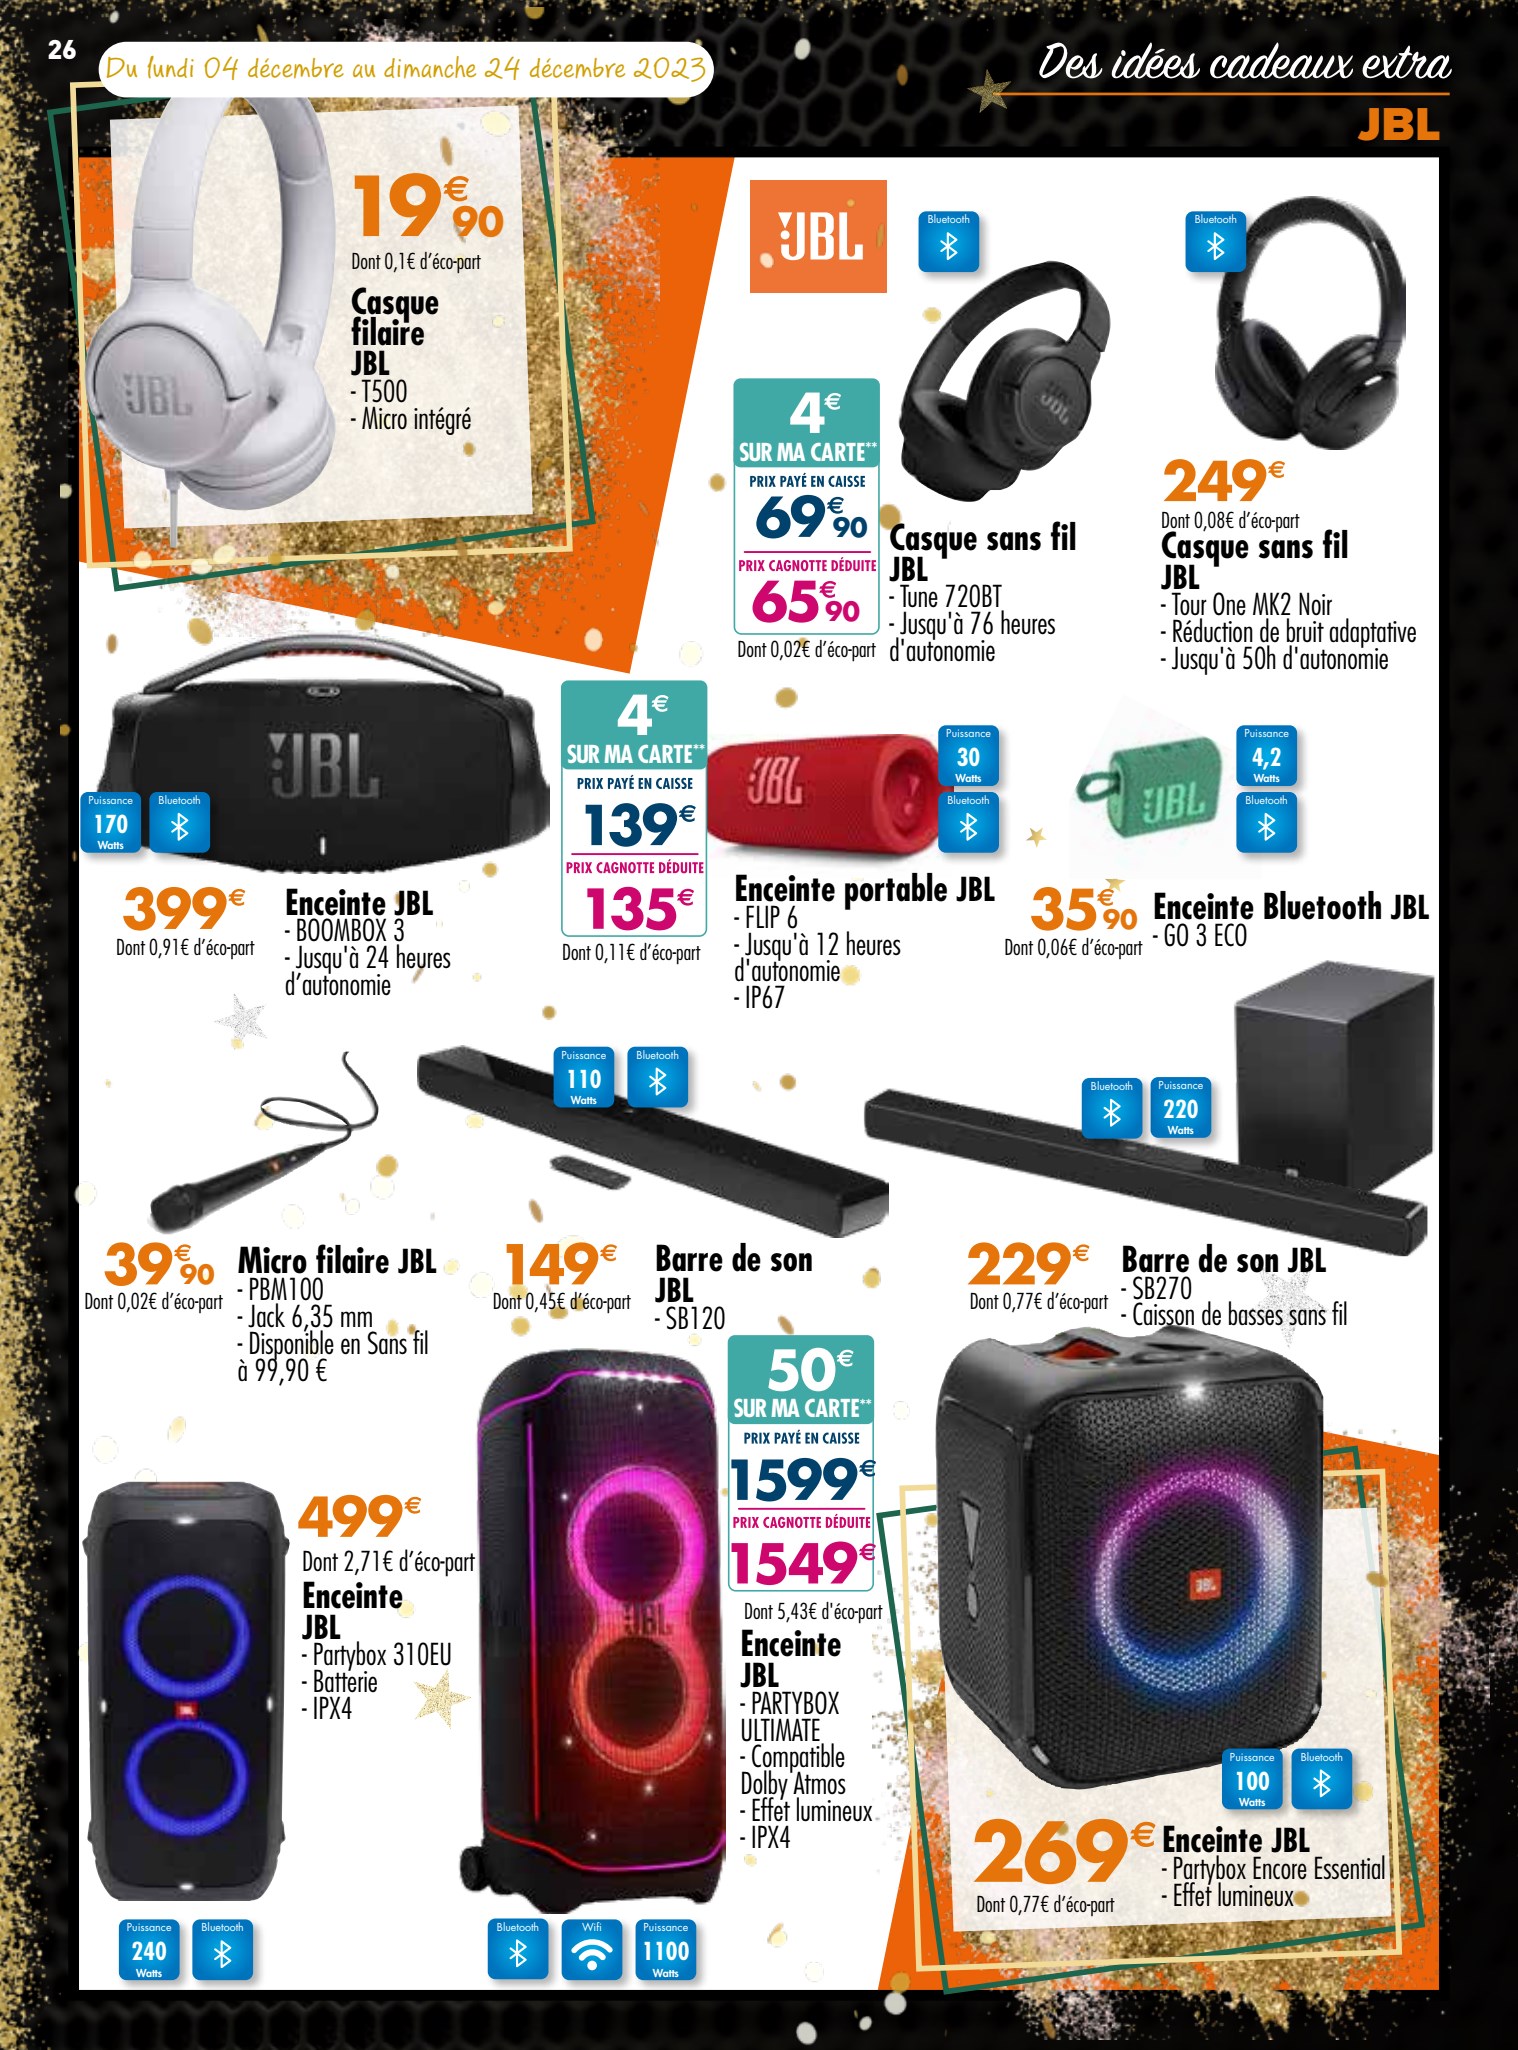 26
Du lundi 04 décembre au dimanche 24 décembre 2023
Des idées cadeaux extra
JBL
19€90
Dont 0,1€ d'éco-part
Casque
filaire
JBL
- T500
- Micro intégré
JBL
JBL
Bluetooth
JBL
4€
SUR MA CARTE**
PRIX PAYÉ EN CAISSE
69€90
PRIX CAGNOTTE DÉDUITE
65€90
Dont 0,02€ d'éco-part
Casque sans fil
JBL
- Tune 720BT
- Jusqu'à 76 heures
d'autonomie
Bluetooth
249€
Dont 0,08€ d'éco-part
Casque sans fil
JBL
- Tour One MK2 Noir
- Réduction de bruit adaptative
- Jusqu'à 50h d'autonomie
JBL
Puissance
170
Watts
Bluetooth
399€
Dont 0,91€ d'éco-part
Enceinte JBL
- BOOMBOX 3
- Jusqu'à 24 heures
d'autonomie
4€
SUR MA CARTE**
PRIX PAYÉ EN CAISSE
139€
PRIX CAGNOTTE DÉDUITE
135€
Dont 0,11€ d'éco-part
JBL
Puissance
30
Watts
Bluetooth
Enceinte portable JBL
- FLIP 6
- Jusqu'à 12 heures
d'autonomie
- IP67
JBL
Puissance
4,2
Watts
Bluetooth
35€90
Dont 0,06€ d'éco-part
Enceinte Bluetooth JBL
- GO 3 ECO
39€90
Dont 0,02€ d'éco-part
Micro filaire JBL
- PBM100
- Jack 6,35 mm
- Disponible en Sans fil
à 99,90 €
Puissance
110
Watts
Bluetooth
149€
Dont 0,45€ d'éco-part
Barre de son
JBL
- SB120
Bluetooth
Puissance
220
Watts
229€
Dont 0,77€ d'éco-part
Barre de son JBL
- SB270
- Caisson de basses sans fil
499€
Dont 2,71€ d'éco-part
Enceinte
JBL
- Partybox 310EU
- Batterie
- IPX4
JBL
Puissance
240
Watts
Bluetooth
JBL
50€
SUR MA CARTE**
PRIX PAYÉ EN CAISSE
1599€
PRIX CAGNOTTE DÉDUITE
1549€
Dont 5,43€ d'éco-part
Enceinte
JBL
- PARTYBOX
ULTIMATE
- Compatible
Dolby Atmos
- Effet lumineux
- IPX4
Bluetooth
Wifi
Puissance
1100
Watts
JBL
Puissance
100
Watts
Bluetooth
269€
Dont 0,77€ d'éco-part
Enceinte JBL
- Partybox Encore Essential
- Effet lumineux